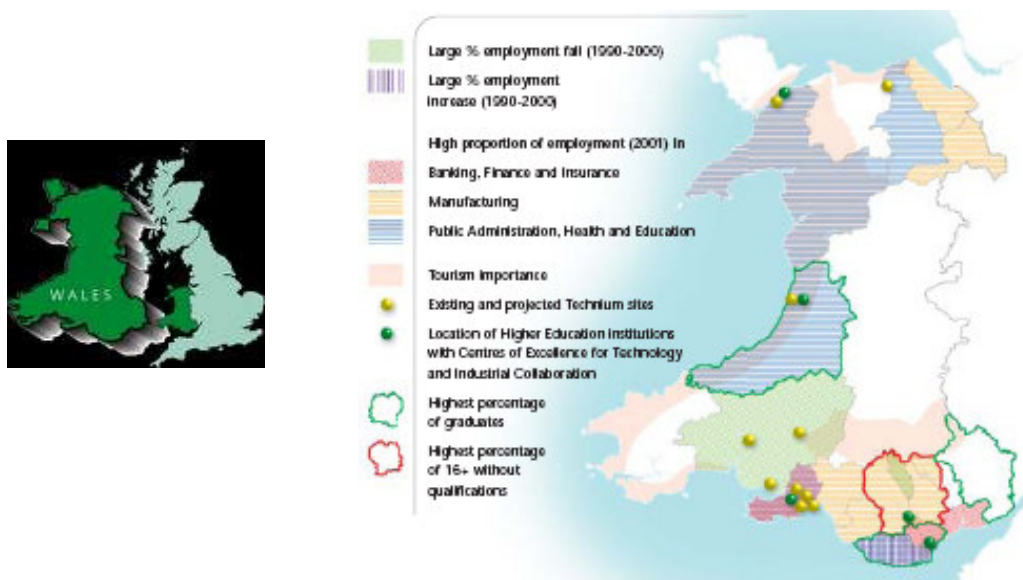 WALES
Large % employment fall (1990-2000)
Large % employment
increase (1990-2000)
High proportion of employment (2001) in
Banking, Finance and Insurance
Manufacturing
Public Administration, Health and Education
Tourism importance
Existing and projected Technium sites
Location of Higher Education institutions
with Centres of Excellence for Technology
and Industrial Collaboration
Highest percentage
of graduates
Highest percentage
of 16+ without
qualifications